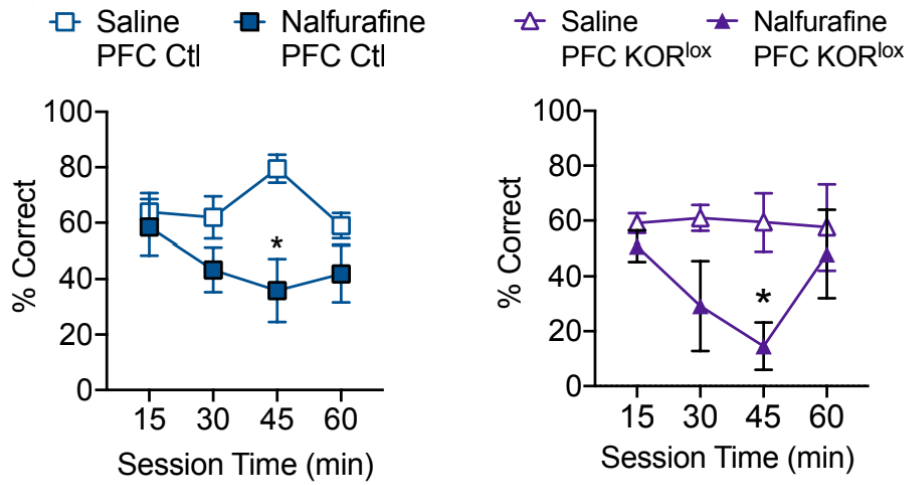 Saline
PFC Ctl
Nalfurafine
PFC Ctl
100
80
60
40
20
0
% Correct
*
15 30 45 60
Session Time (min)
Saline
PFC KORlox
Nalfurafine
PFC KORlox
100
80
60
40
20
0
% Correct
*
15 30 45 60
Session Time (min)